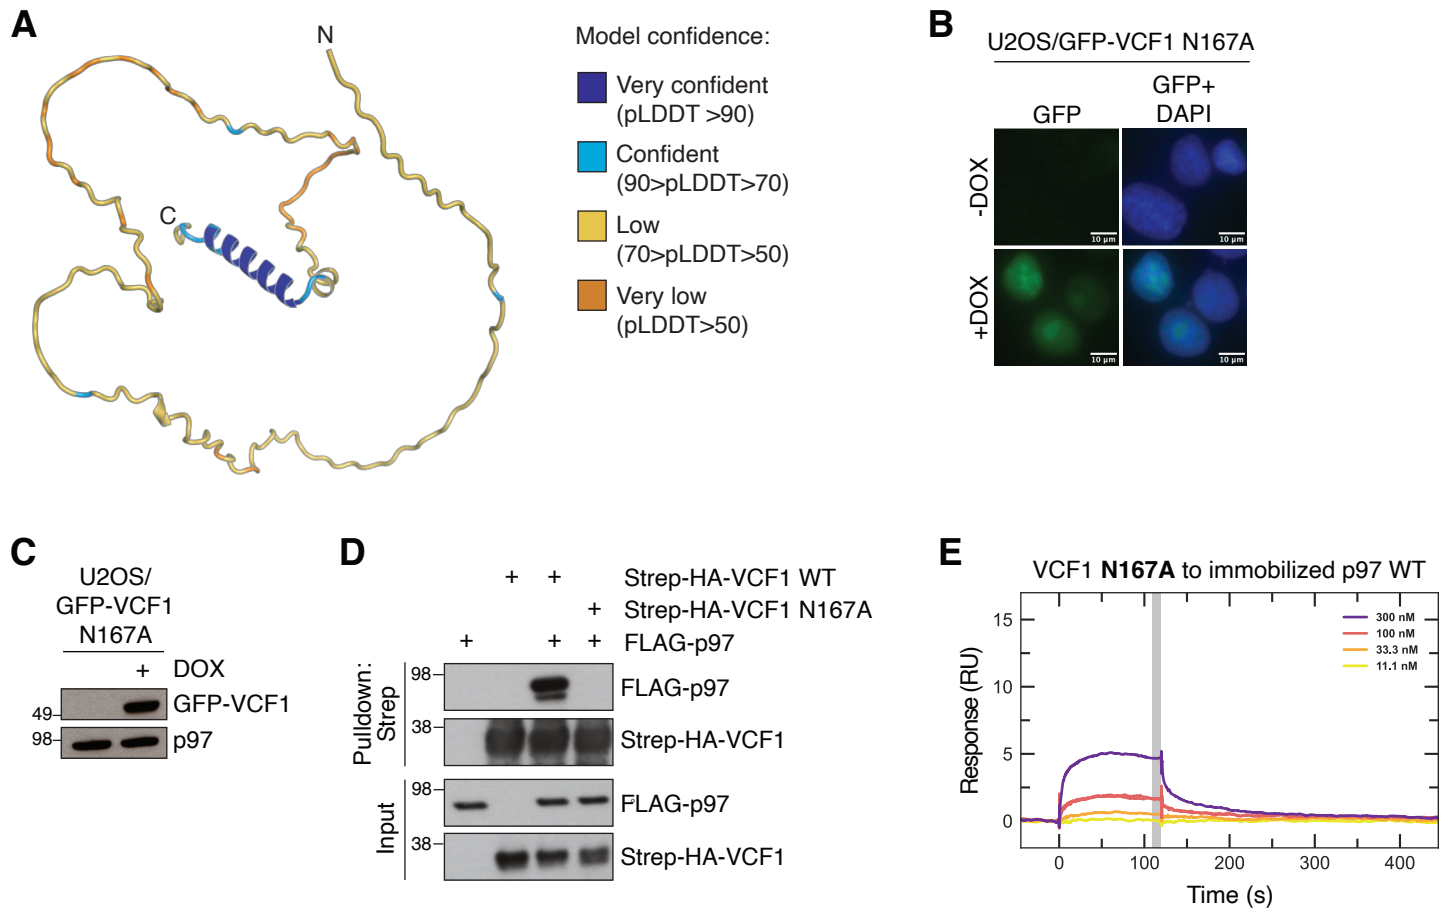 A
N
C
Model confidence:
Very confident
(pLDDT >90)
Confident
(90>pLDDT>70)
Low
(70>pLDDT>50)
Very low
(pLDDT>50)
B
U2OS/GFP-VCF1 N167A
GFP
GFP+
DAPI
-DOX
10 µm
10 µm
+DOX
10 µm
10 µm
C
U2OS/
GFP-VCF1
N167A
+ DOX
49
GFP-VCF1
98
p97
D
+ + Strep-HA-VCF1 WT
+ Strep-HA-VCF1 N167A
+ + + FLAG-p97
Pulldown:
Strep
98
FLAG-p97
38
Strep-HA-VCF1
Input
98
FLAG-p97
38
Strep-HA-VCF1
E
VCF1 N167A to immobilized p97 WT
Response (RU)
15
10
5
0
300 nM
100 nM
33.3 nM
11.1 nM
0 100 200 300 400
Time (s)